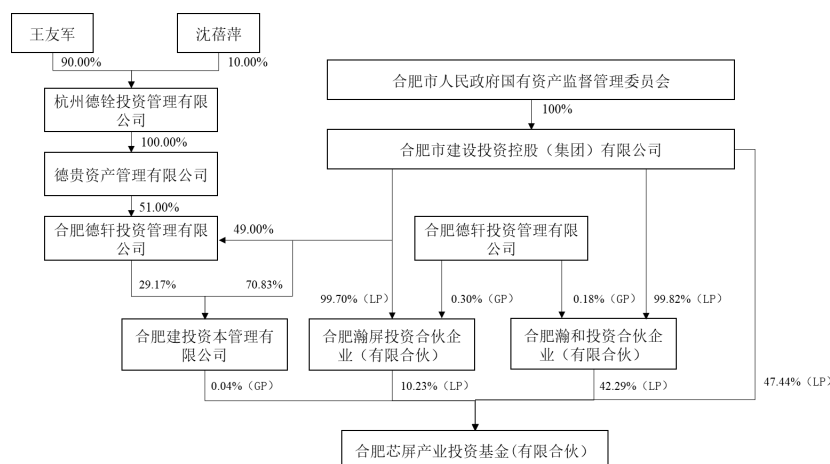 王友军
沈蓓萍
90.00%
10.00%
合肥市人民政府国有资产监督管理委员会
杭州德铨投资管理有限
公司
100%
100.00%
合肥市建设投资控股（集团）有限公司
德贵资产管理有限公司
51.00%
合肥德轩投资管理有限
公司
49.00%
合肥德轩投资管理有限
公司
29.17%
70.83%
99.70%（LP）
0.30%（GP）
0.18%（GP）
99.82%（LP）
合肥建投资本管理有
限公司
合肥瀚屏投资合伙企
业（有限合伙）
合肥瀚和投资合伙企
业（有限合伙）
0.04%（GP）
10.23%（LP）
42.29%（LP）
47.44%（LP）
合肥芯屏产业投资基金(有限合伙）